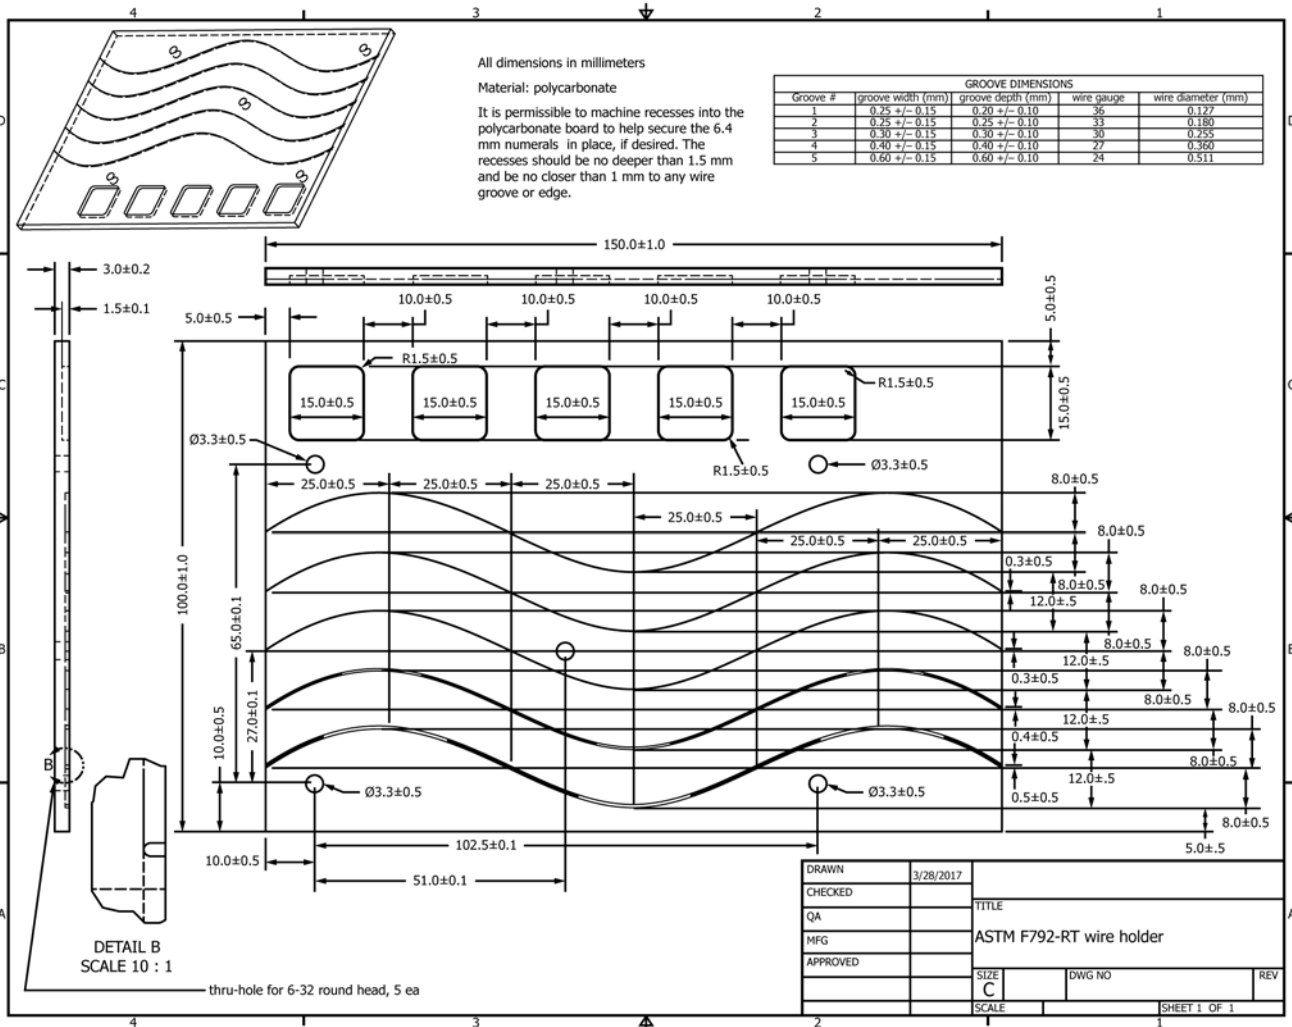 4
3
2
1
D
D
All dimensions in millimeters
Material: polycarbonate
It is permissible to machine recesses into the
polycarbonate board to help secure the 6.4
mm numerals in place, if desired. The
recesses should be no deeper than 1.5 mm
and be no closer than 1 mm to any wire
groove or edge.
8
8
8
8
8
GROOVE DIMENSIONS
Groove # groove width (mm) groove depth (mm) wire gauge wire diameter (mm)
1 0.25 +/- 0.15 0.20 +/- 0.10 36 0.127
2 0.25 +/- 0.15 0.25 +/- 0.10 33 0.180
3 0.30 +/- 0.15 0.30 +/- 0.10 30 0.255
4 0.40 +/- 0.15 0.40 +/- 0.10 27 0.360
5 0.60 +/- 0.15 0.60 +/- 0.10 24 0.511
150.0±1.0
3.0±0.2
1.5±0.1
5.0±0.5
10.0±0.5 10.0±0.5 10.0±0.5 10.0±0.5
5.0±0.5
R1.5±0.5
R1.5±0.5
C
C
15.0±0.5 15.0±0.5 15.0±0.5 15.0±0.5 15.0±0.5
15.0±0.5
Ø3.3±0.5
R1.5±0.5
Ø3.3±0.5
25.0±0.5 25.0±0.5 25.0±0.5
8.0±0.5
25.0±0.5
25.0±0.5 25.0±0.5
8.0±0.5
0.3±0.5
8.0±0.5
8.0±0.5
12.0±.5
100.0±1.0
65.0±0.1
B
B
8.0±0.5
8.0±0.5
12.0±.5
0.3±0.5
8.0±0.5
8.0±0.5
12.0±.5
27.0±0.1
10.0±0.5
0.4±0.5
8.0±0.5
B
12.0±.5
Ø3.3±0.5
Ø3.3±0.5
0.5±0.5
8.0±0.5
5.0±.5
102.5±0.1
10.0±0.5
51.0±0.1
A
A
DETAIL B
SCALE 10 : 1
thru-hole for 6-32 round head, 5 ea
DRAWN
3/28/2017
CHECKED
QA
MFG
APPROVED
TITLE
ASTM F792-RT wire holder
SIZE
C
DWG NO
REV
SCALE
SHEET 1 OF 1
4
3
2
1